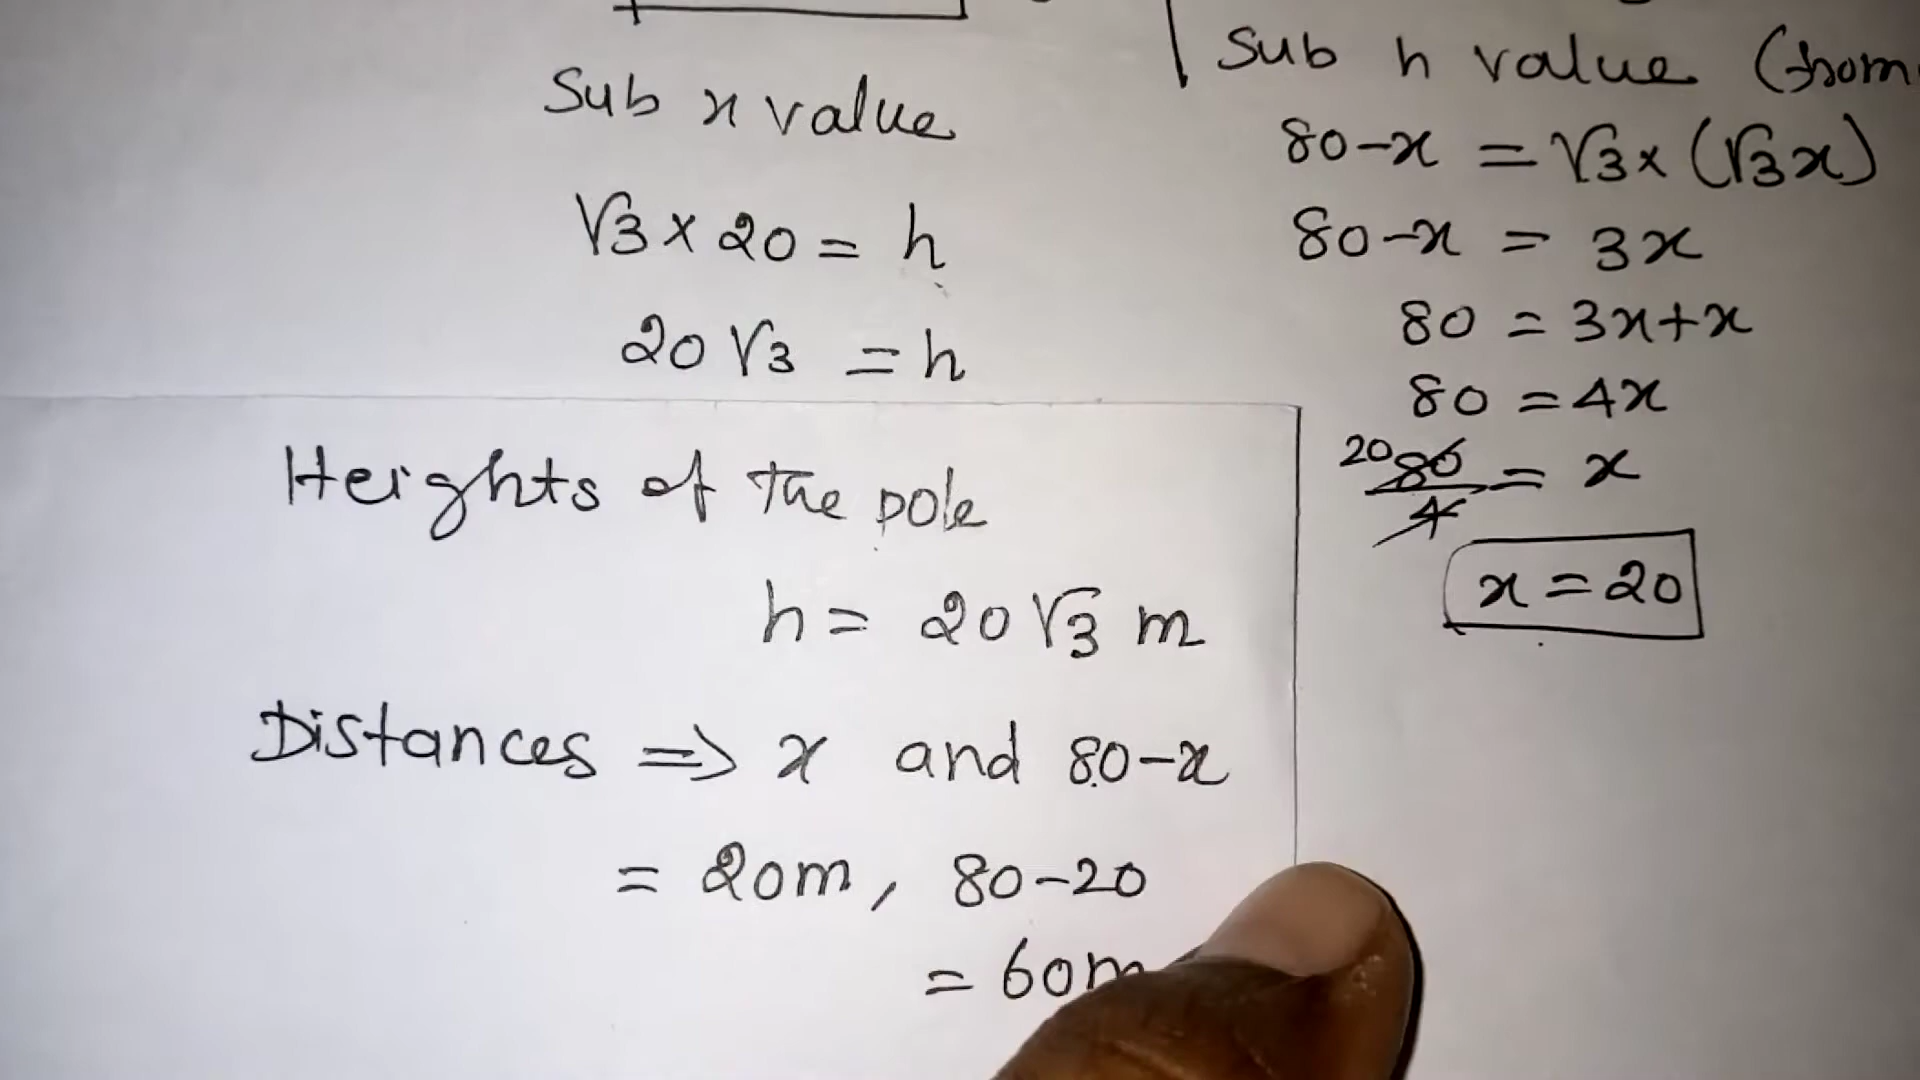 Sub x value
√3 × 20 = h
20 √3 = h
Heights of the pole
h = 20 √3 m
Distances => x and 80-x
= 20m, 80-20
= 60m
Sub h value (from
80-x = √3 × (√3x)
80-x = 3x
80 = 3x+x
80 = 4x
20 80/4 = x
x = 20